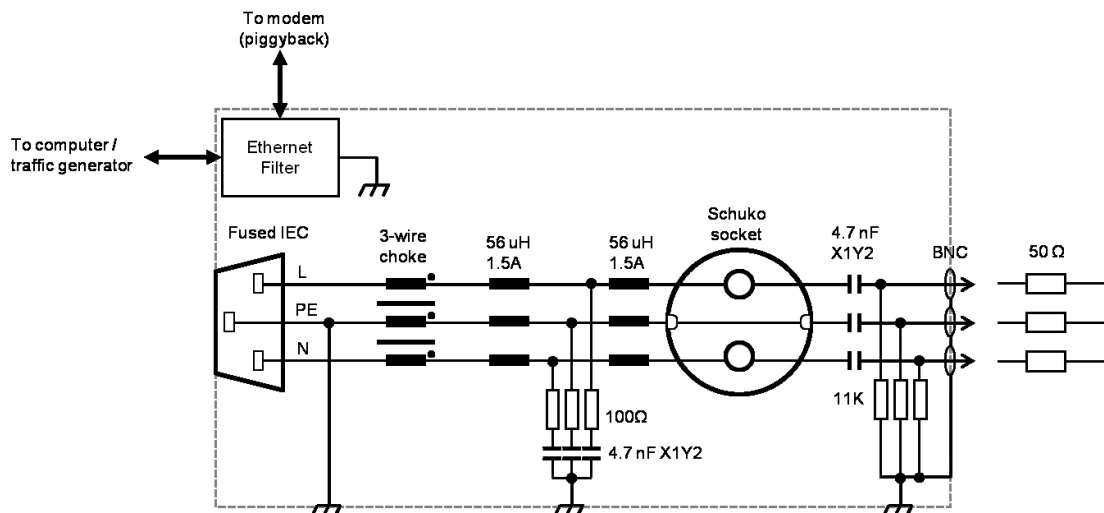 To modem
(piggyback)
To computer /
traffic generator
Ethernet
Filter
Fused IEC
L
PE
N
3-wire
choke
56 uH
1.5A
56 uH
1.5A
Schuko
socket
4.7 nF
X1Y2
BNC
50 Ω
100Ω
4.7 nF X1Y2
11K